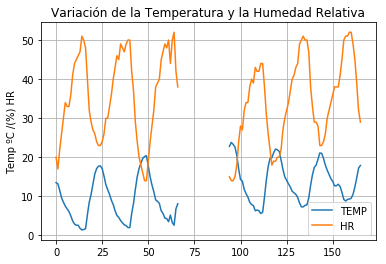 Variación de la Temperatura y la Humedad Relativa
Temp ºC /(%) HR
50
40
30
20
10
0
0 25 50 75 100 125 150
TEMP
HR